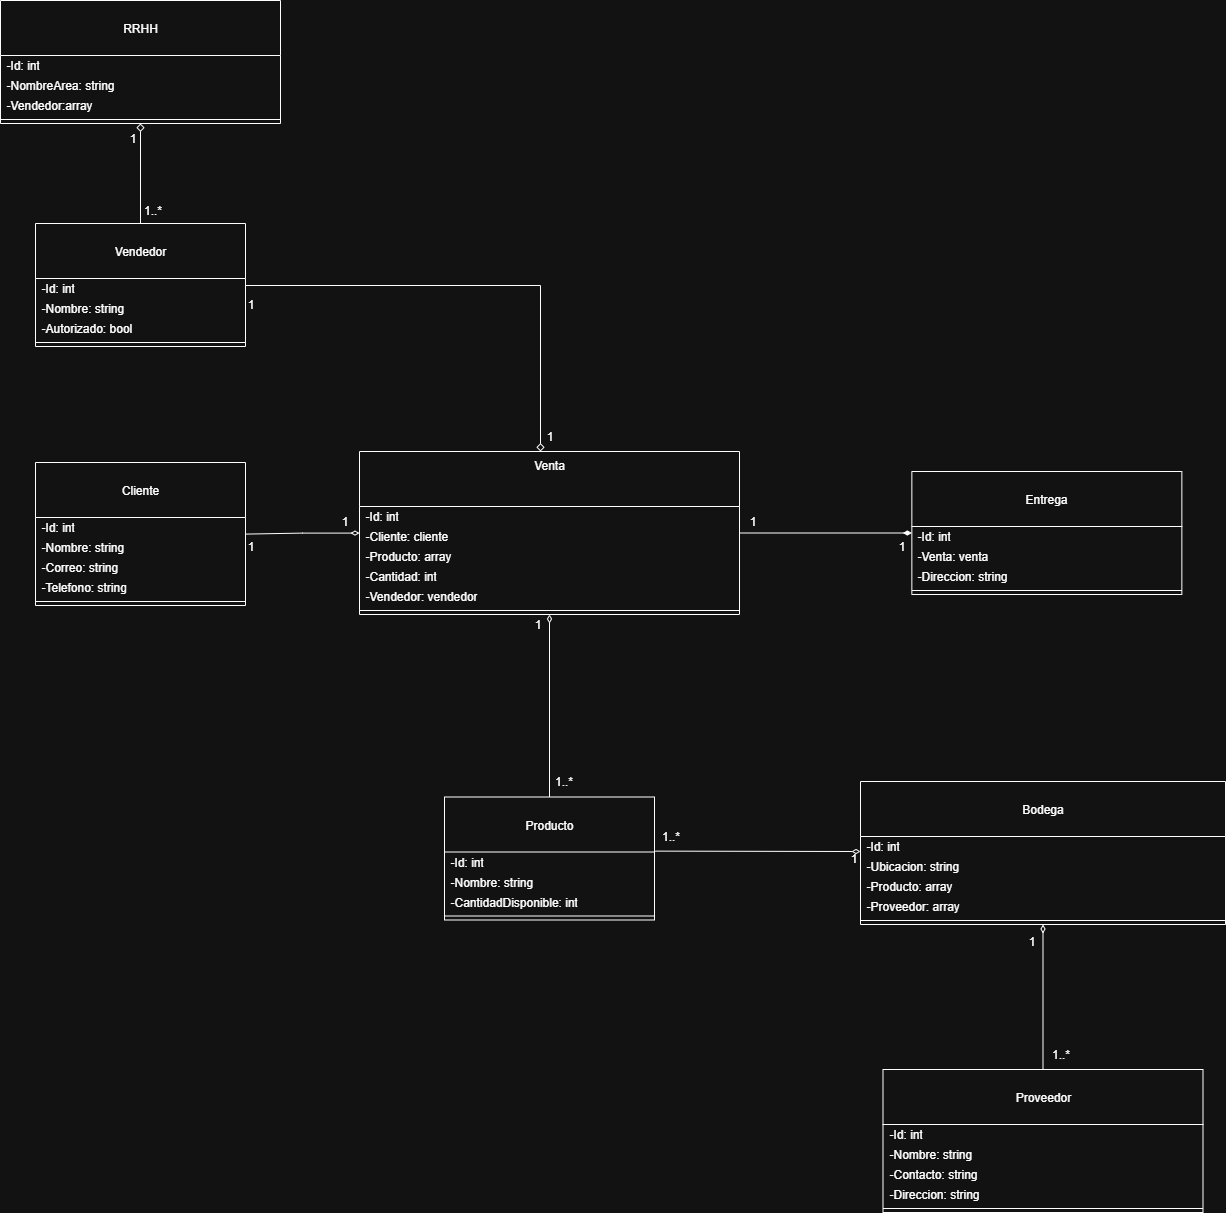 RRHH
-Id: int
-NombreArea: string
-Vendedor:array
1
1..*
Vendedor
-Id: int
-Nombre: string
-Autorizado: bool
1
1
Cliente
-Id: int
-Nombre: string
-Correo: string
-Telefono: string
1
1
Venta
-Id: int
-Cliente: cliente
-Producto: array
-Cantidad: int
-Vendedor: vendedor
1
1
Entrega
-Id: int
-Venta: venta
-Direccion: string
1
1..*
Producto
-Id: int
-Nombre: string
-CantidadDisponible: int
1..*
1
Bodega
-Id: int
-Ubicacion: string
-Producto: array
-Proveedor: array
1
1..*
Proveedor
-Id: int
-Nombre: string
-Contacto: string
-Direccion: string